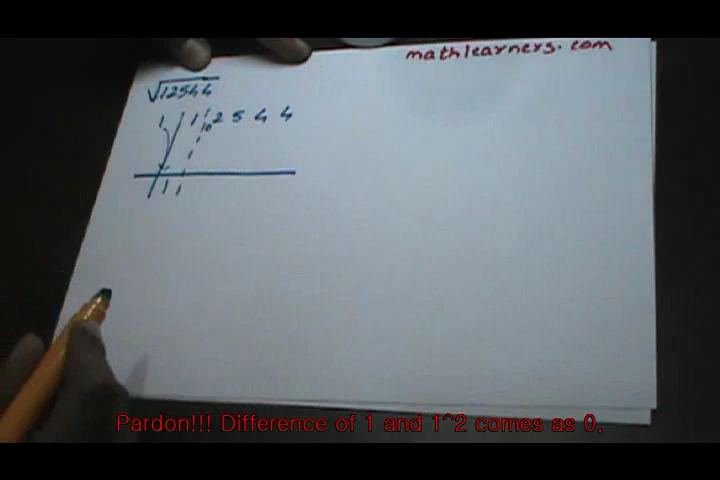 mathlearners.com
√12544
1 1 2 5 4 4
10
1 1
Pardon!!! Difference of 1 and 1^2 comes as 0.